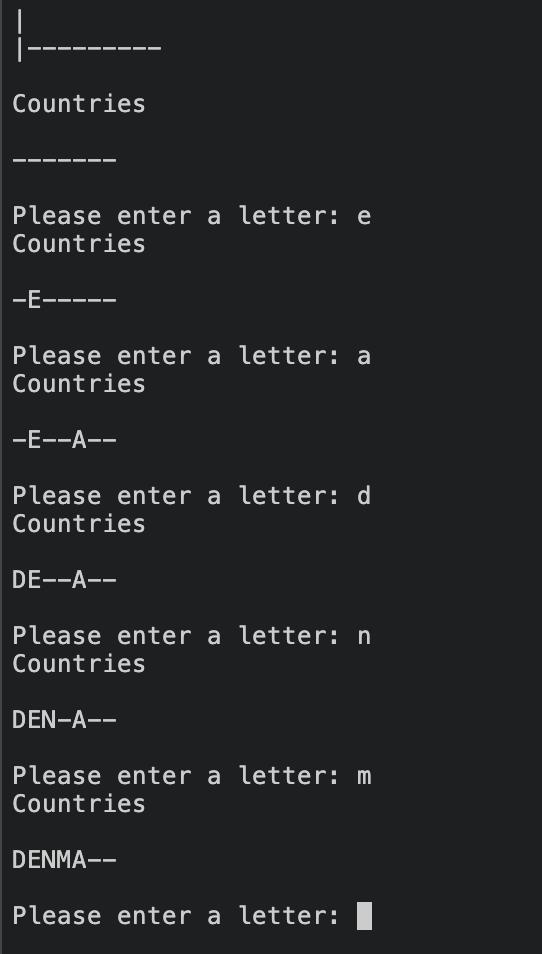 |
|---------
Countries
-------
Please enter a letter: e
Countries
-E-----
Please enter a letter: a
Countries
-E--A--
Please enter a letter: d
Countries
DE--A--
Please enter a letter: n
Countries
DEN-A--
Please enter a letter: m
Countries
DENMA--
Please enter a letter: